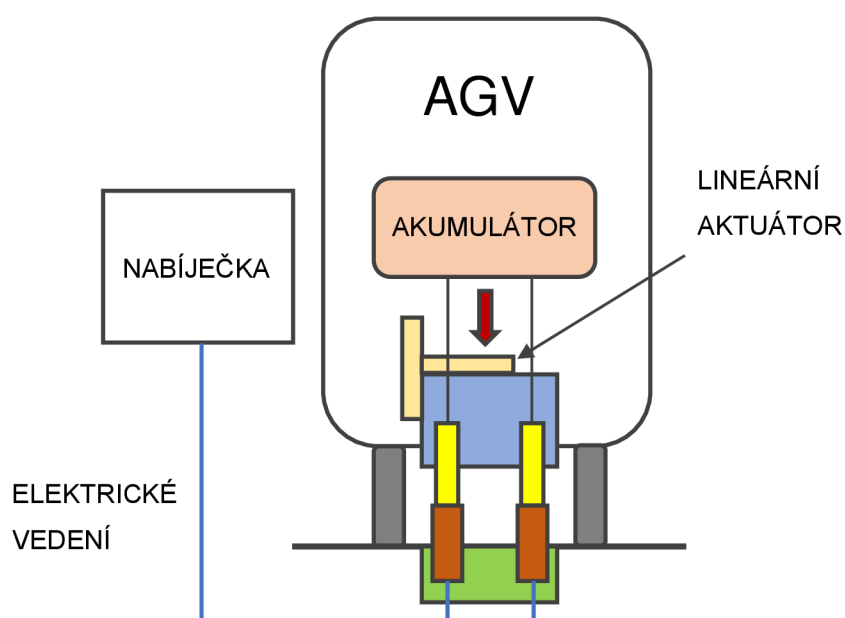 AGV
LINEÁRNÍ
AKTUÁTOR
AKUMULÁTOR
NABÍJEČKA
ELEKTRICKÉ
VEDENÍ